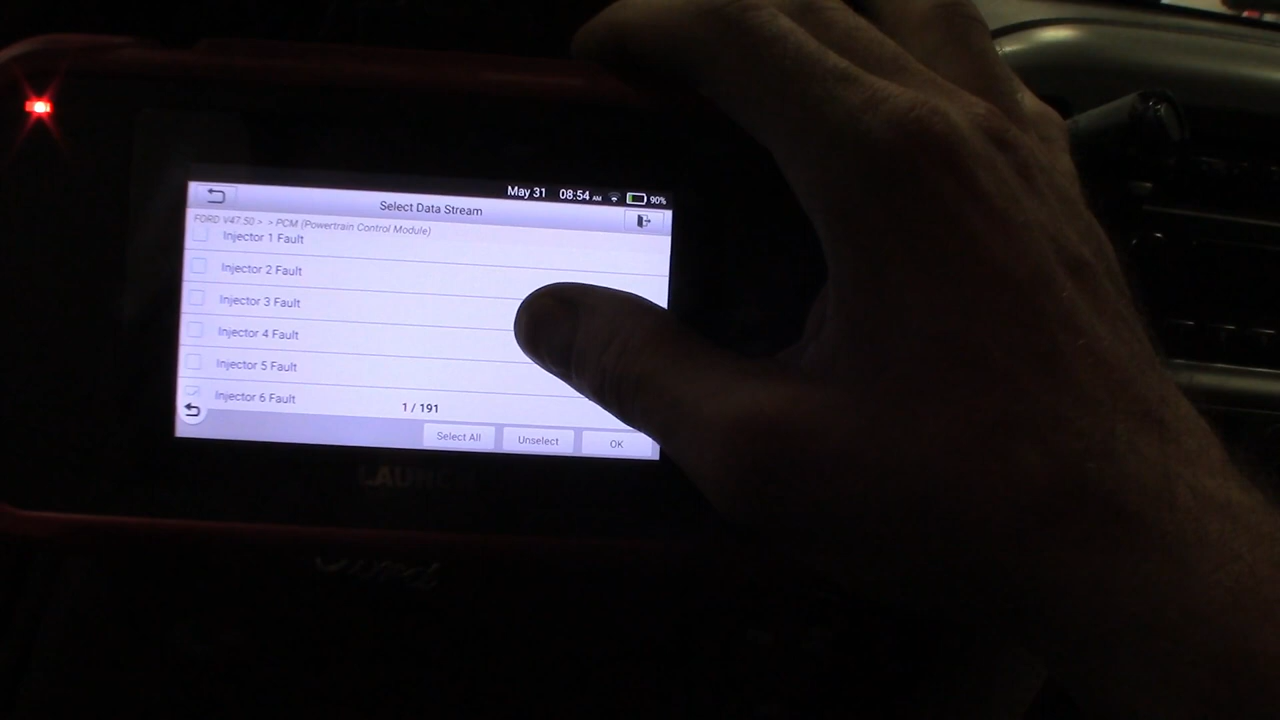 May 31 08:54 AM 90%
Select Data Stream
FORD V47.50 > > PCM (Powertrain Control Module)
Injector 1 Fault
Injector 2 Fault
Injector 3 Fault
Injector 4 Fault
Injector 5 Fault
Injector 6 Fault
1 / 191
Select All Unselect OK